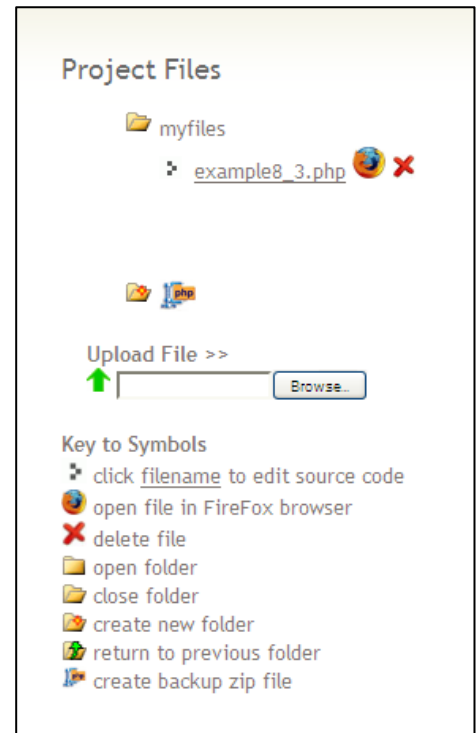 Project Files
myfiles
example8_3.php
php
Upload File >>
Browse...
Key to Symbols
click filename to edit source code
open file in FireFox browser
delete file
open folder
close folder
create new folder
return to previous folder
create backup zip file